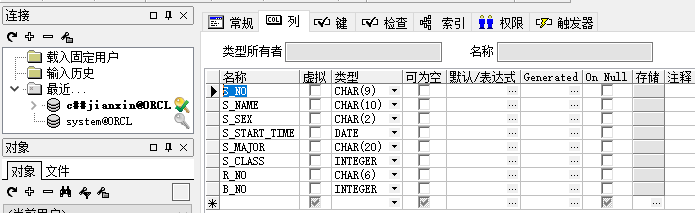 连接
载入固定用户
输入历史
最近...
c##jianxin@ORCL
system@ORCL
对象
对象 文件
常规 列 键 检查 索引 权限 触发器
类型所有者 名称
名称 虚拟 类型 可为空 默认/表达式 Generated On Null 存储 注释
S_NO CHAR(9)
S_NAME CHAR(10)
S_SEX CHAR(2)
S_START_TIME DATE
S_MAJOR CHAR(20)
S_CLASS INTEGER
R_NO CHAR(6)
B_NO INTEGER